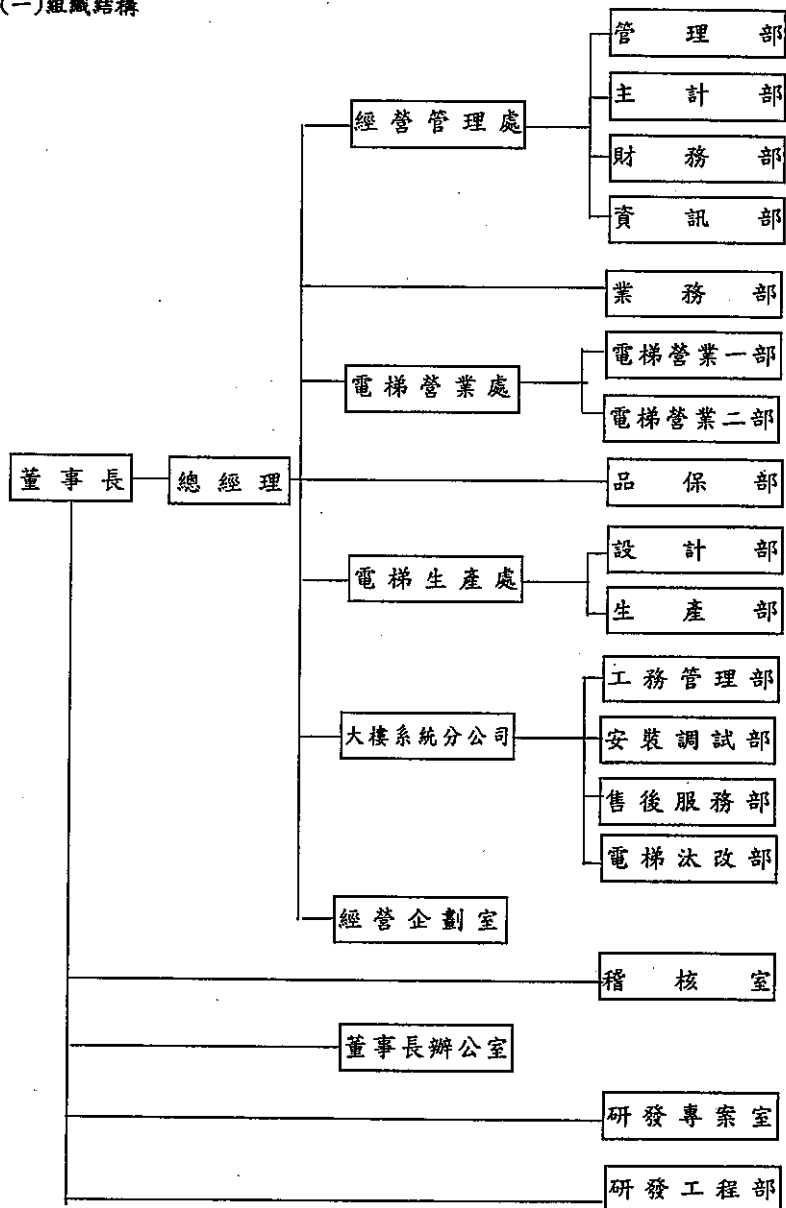 (一)組織結構
管理部
主計部
經營管理處
財務部
資訊部
業務部
電梯營業一部
電梯營業處
電梯營業二部
董事長
總經理
品保部
設計部
電梯生產處
生產部
工務管理部
大樓系統分公司
安裝調試部
售後服務部
電梯汰改部
經營企劃室
稽核室
董事長辦公室
研發專案室
研發工程部